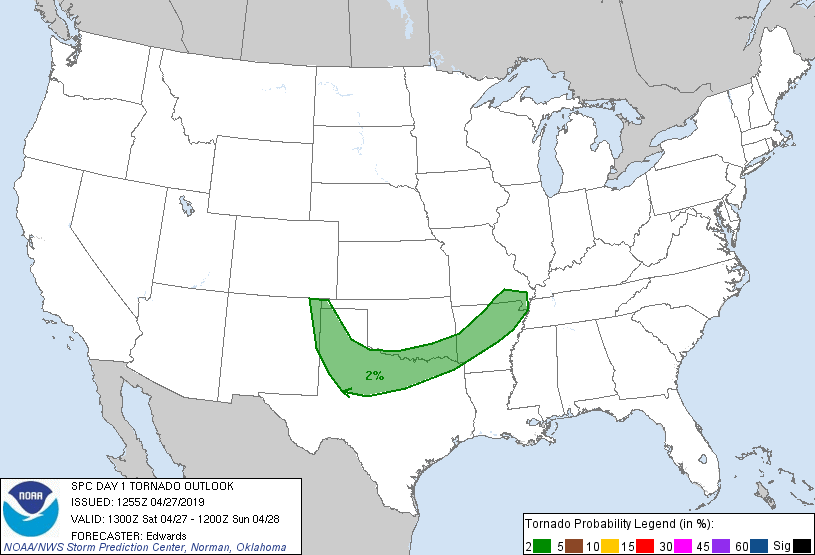 2%
2
NOAA
SPC DAY 1 TORNADO OUTLOOK
ISSUED: 1255Z 04/27/2019
VALID: 1300Z Sat 04/27 - 1200Z Sun 04/28
FORECASTER: Edwards
NOAA/NWS Storm Prediction Center, Norman, Oklahoma
Tornado Probability Legend (in %):
2 5 10 15 30 45 60 Sig